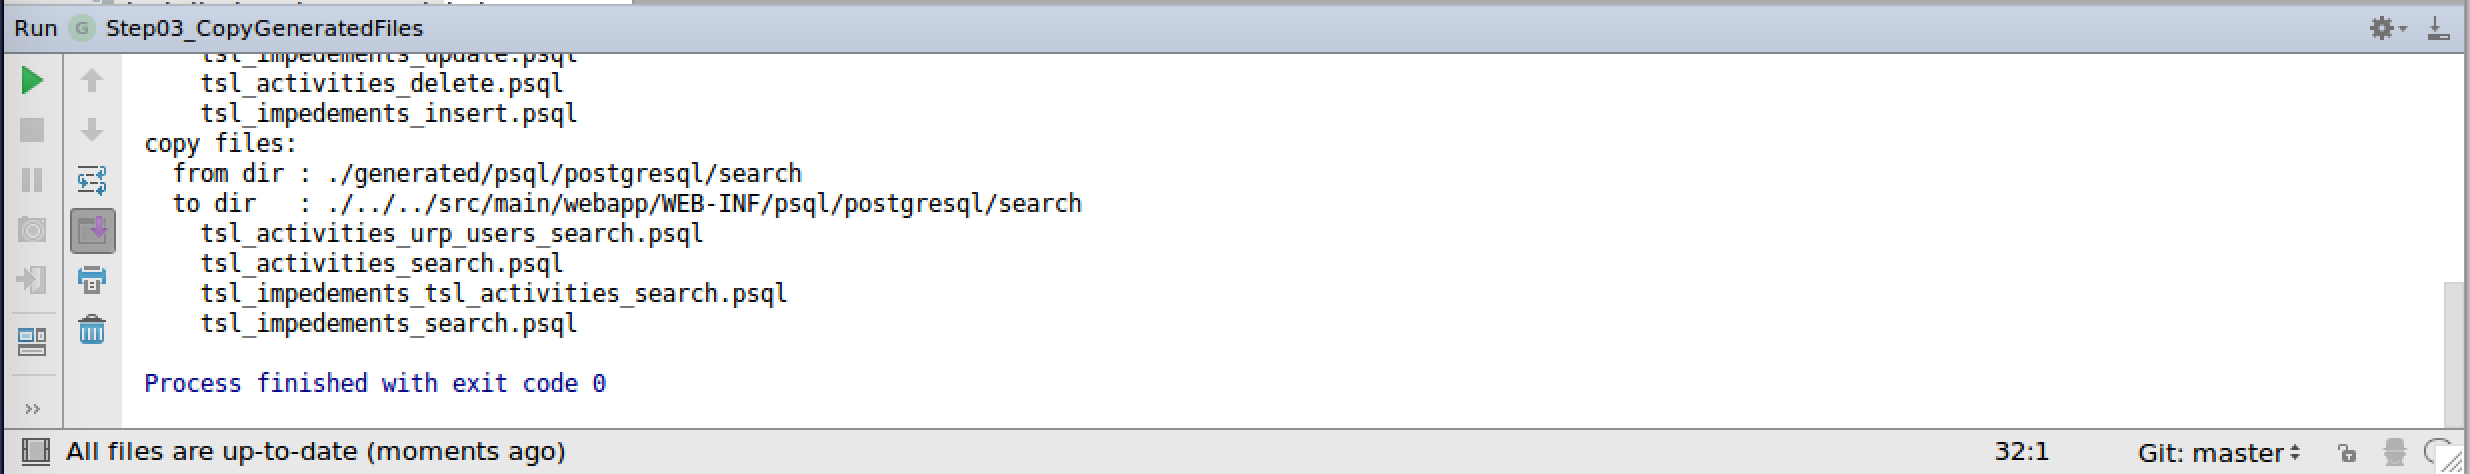 Run G Step03_CopyGeneratedFiles
tsl_impedements_update.psql
tsl_activities_delete.psql
tsl_impedements_insert.psql
copy files:
from dir : ./generated/psql/postgresql/search
to dir   : ./../../src/main/webapp/WEB-INF/psql/postgresql/search
tsl_activities_urp_users_search.psql
tsl_activities_search.psql
tsl_impedements_tsl_activities_search.psql
tsl_impedements_search.psql
Process finished with exit code 0
All files are up-to-date (moments ago) 32:1 Git: master